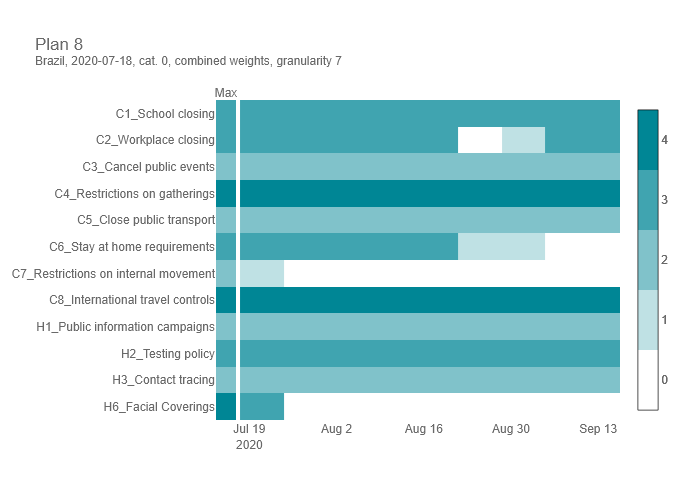 Plan 8
Brazil, 2020-07-18, cat. 0, combined weights, granularity 7
Max
C1_School closing
C2_Workplace closing
C3_Cancel public events
C4_Restrictions on gatherings
C5_Close public transport
C6_Stay at home requirements
C7_Restrictions on internal movement
C8_International travel controls
H1_Public information campaigns
H2_Testing policy
H3_Contact tracing
H6_Facial Coverings
Jul 19 Aug 2 Aug 16 Aug 30 Sep 13
2020
4
3
2
1
0